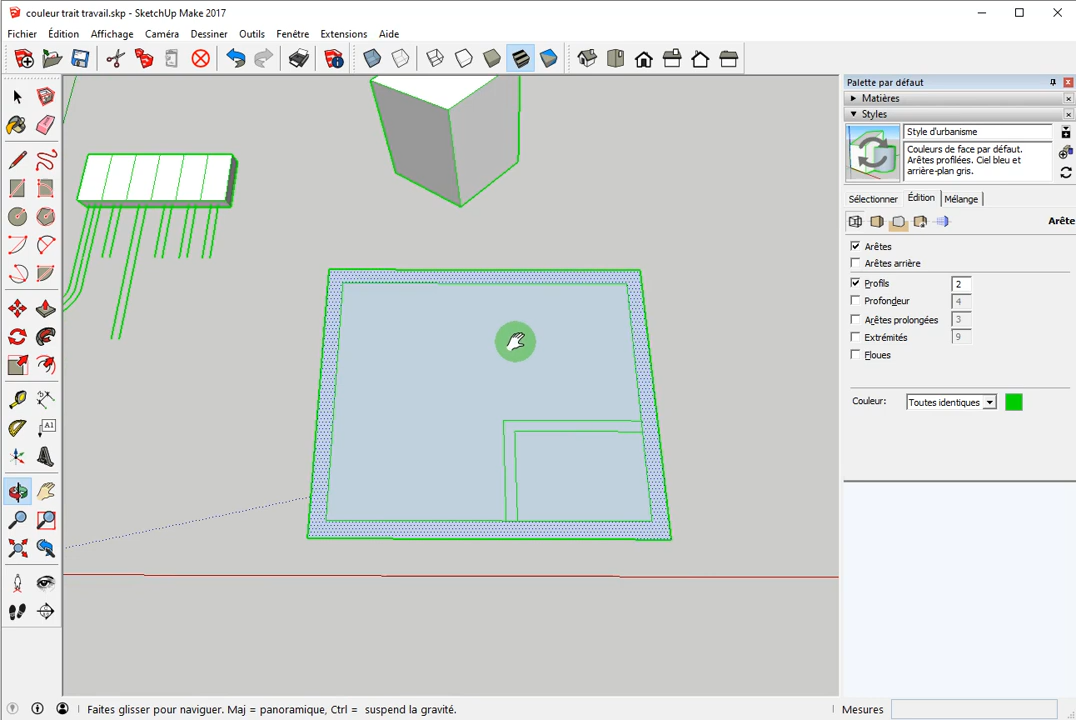 couleur trait travail.skp - SketchUp Make 2017
Fichier Édition Affichage Caméra Dessiner Outils Fenêtre Extensions Aide
Palette par défaut
Matières
Styles
Style d'urbanisme
Couleurs de face par défaut.
Arêtes profilées. Ciel bleu et
arrière-plan gris.
Sélectionner Édition Mélange
Arête
Arêtes
Arêtes arrière
Profils 2
Profondeur 4
Arêtes prolongées 3
Extrémités 9
Floues
Couleur: Toutes identiques
A1
Faites glisser pour naviguer. Maj = panoramique, Ctrl = suspend la gravité.
Mesures